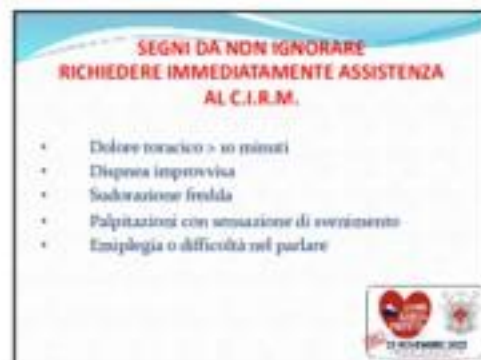 SEGNI DA NON IGNORARE
RICHIEDERE IMMEDIATAMENTE ASSISTENZA
AL C.I.R.M.
• Dolore toracico > 10 minuti
• Dispnea improvvisa
• Sudorazione fredda
• Palpitazioni con sensazione di svenimento
• Emiplegia o difficoltà nel parlare
NOVEMBRE